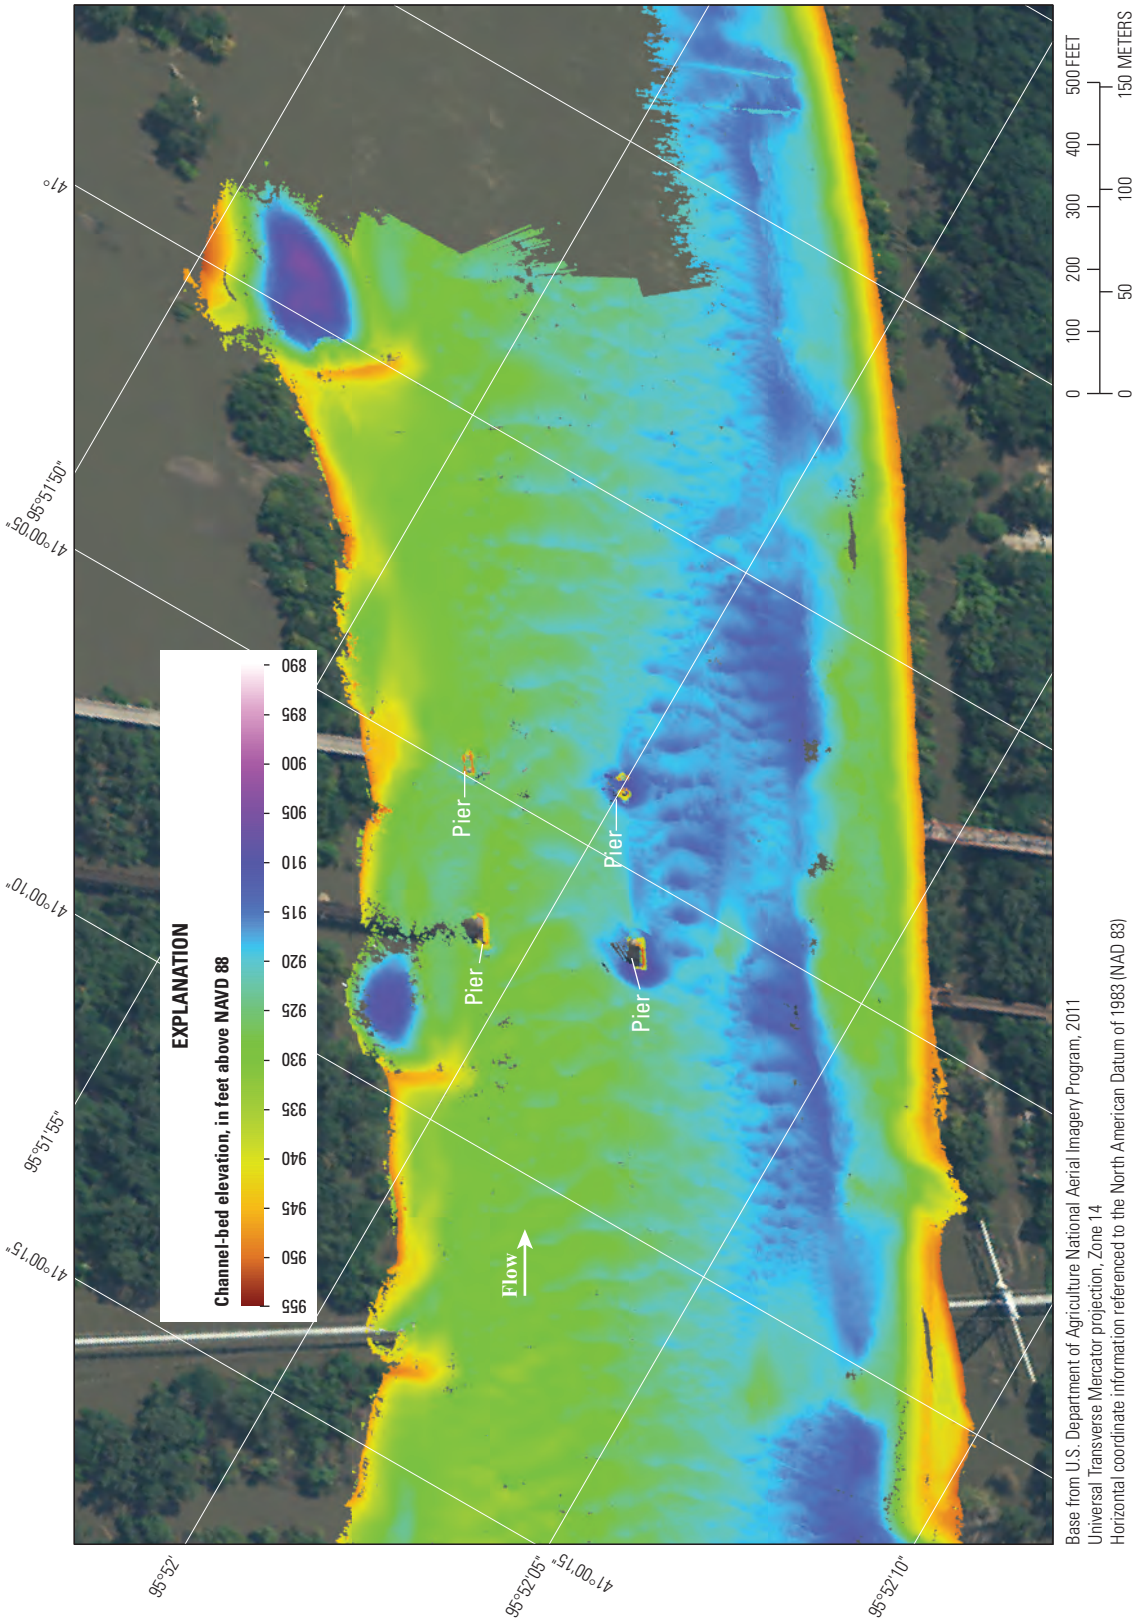 EXPLANATION
Channel-bed elevation, in feet above NAVD 88
955 950 945 940 935 930 925 920 915 910 905 900 895 890
41°
95°51'50"
41°00'05"
41°00'10"
95°51'55"
41°00'15"
95°52'
95°52'05"
41°00'15"
95°52'10"
Pier
Pier
Pier
Pier
Flow
Base from U.S. Department of Agriculture National Aerial Imagery Program, 2011
Universal Transverse Mercator projection, Zone 14
Horizontal coordinate information referenced to the North American Datum of 1983 (NAD 83)
0 100 200 300 400 500 FEET
0 50 100 150 METERS